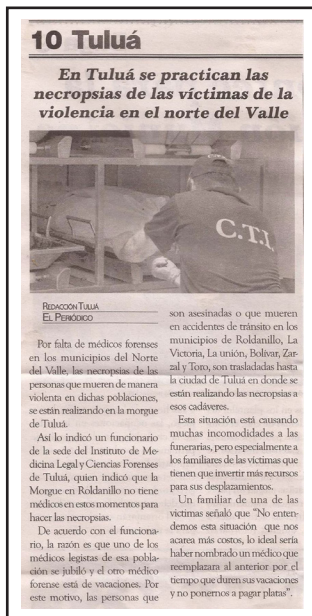 10 Tuluá
En Tuluá se practican las
necropsias de las víctimas de la
violencia en el norte del Valle
C.T.I.
REDACCIÓN TULUÁ
EL PERIÓDICO
Por falta de médicos forenses
en los municipios del Norte
del Valle, las necropsias de las
personas que mueren de manera
violenta en dichas poblaciones,
se están realizando en la morgue
de Tuluá.
Así lo indicó un funcionario
de la sede del Instituto de Me-
dicina Legal y Ciencias Forenses
de Tuluá, quien indicó que la
Morgue en Roldanillo no tiene
médicos en estos momentos para
hacer las necropsias.
De acuerdo con el funciona-
rio, la razón es que uno de los
médicos legistas de esa pobla-
ción se jubiló y el otro médico
forense está de vacaciones. Por
este motivo, las personas que
son asesinadas o que mueren
en accidentes de tránsito en los
municipios de Roldanillo, La
Victoria, La unión, Bolívar, Zar-
zal y Toro, son trasladadas hasta
la ciudad de Tuluá en donde se
están realizando las necropsias a
esos cadáveres.
Esta situación está causando
muchas incomodidades a las
funerarias, pero especialmente a
los familiares de las víctimas que
tienen que invertir más recursos
para sus desplazamientos.
Un familiar de una de las
víctimas señaló que "No enten-
demos esta situación que nos
acarea más costos, lo ideal sería
haber nombrado un médico que
reemplazara al anterior por el
tiempo que duren sus vacaciones
y no ponernos a pagar platas".